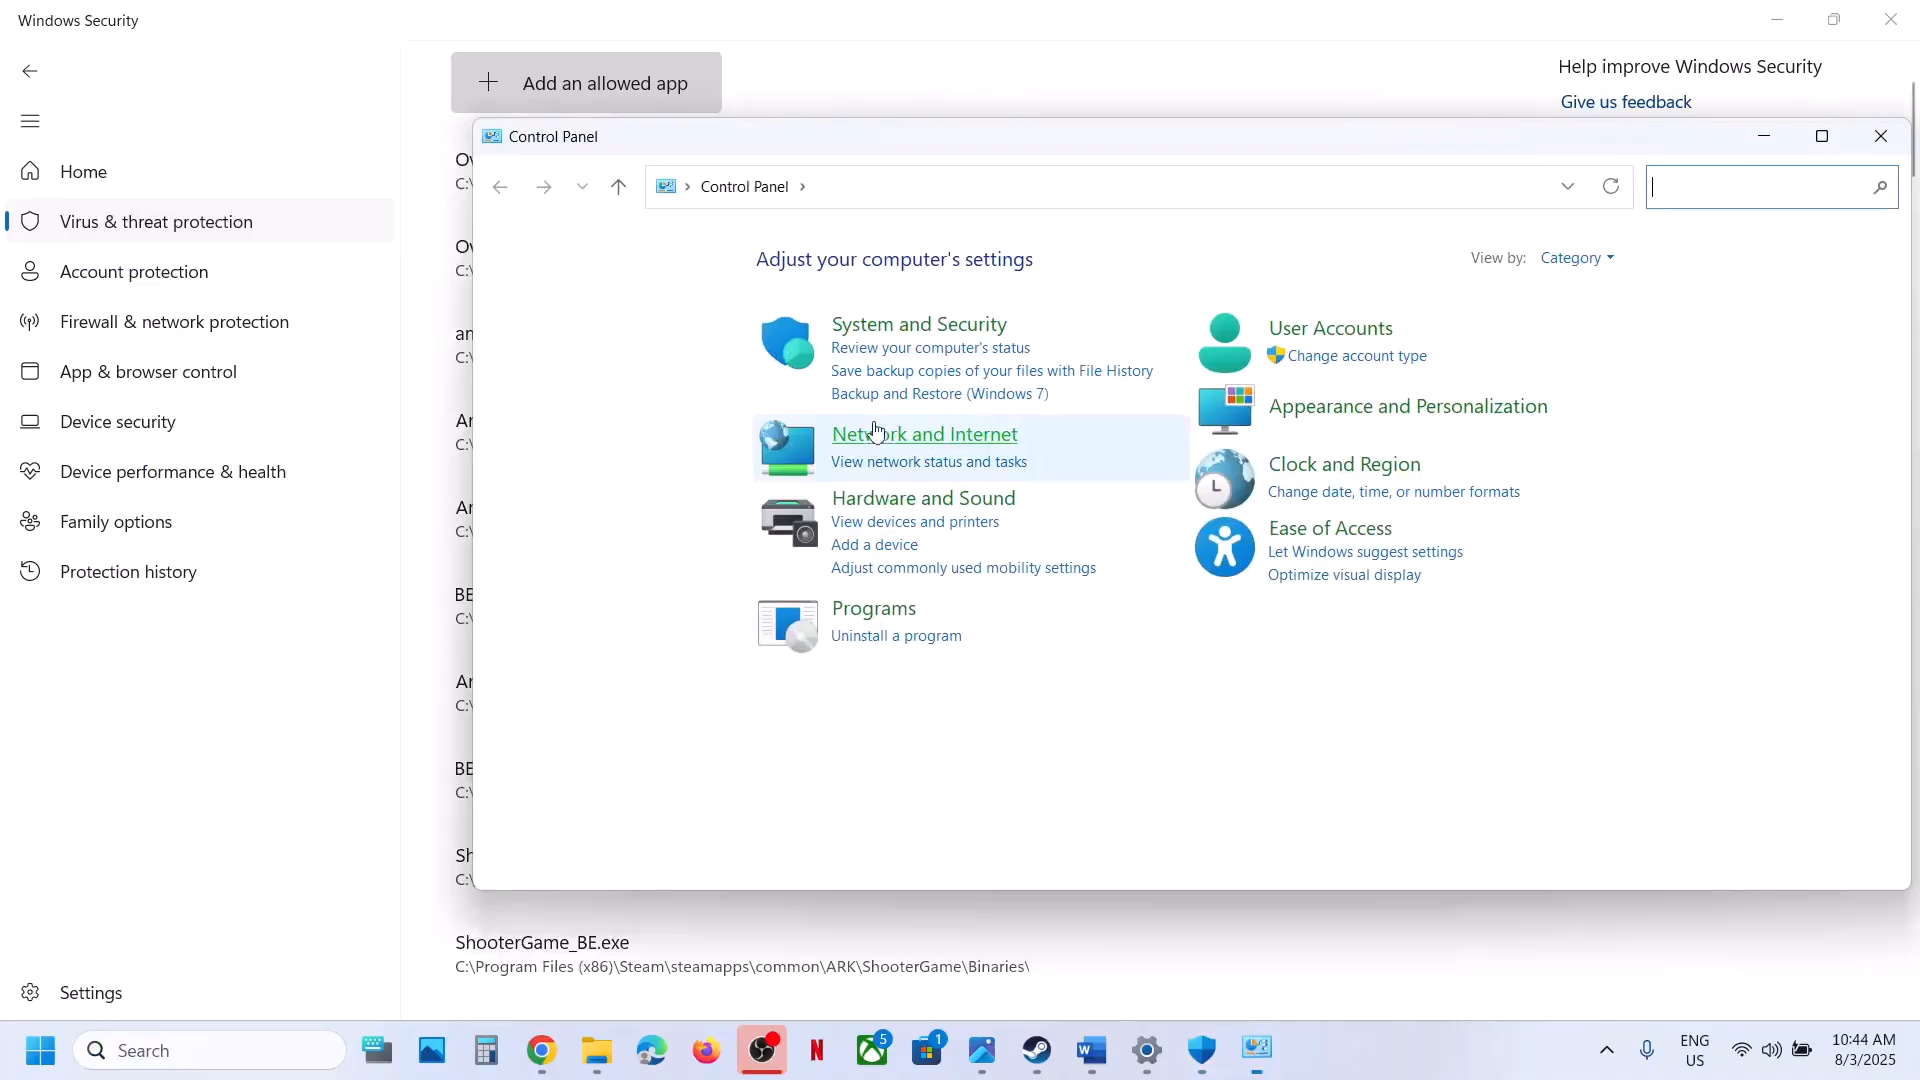 Windows Security
Add an allowed app
Help improve Windows Security
Give us feedback
Home
Virus & threat protection
Account protection
Firewall & network protection
App & browser control
Device security
Device performance & health
Family options
Protection history
Settings
Control Panel
Control Panel
Adjust your computer's settings
View by: Category
System and Security
Review your computer's status
Save backup copies of your files with File History
Backup and Restore (Windows 7)
Network and Internet
View network status and tasks
Hardware and Sound
View devices and printers
Add a device
Adjust commonly used mobility settings
Programs
Uninstall a program
User Accounts
Change account type
Appearance and Personalization
Clock and Region
Change date, time, or number formats
Ease of Access
Let Windows suggest settings
Optimize visual display
ShooterGame_BE.exe
C:\Program Files (x86)\Steam\steamapps\common\ARK\ShooterGame\Binaries\
Search
5
1
ENG
US
10:44 AM
8/3/2025